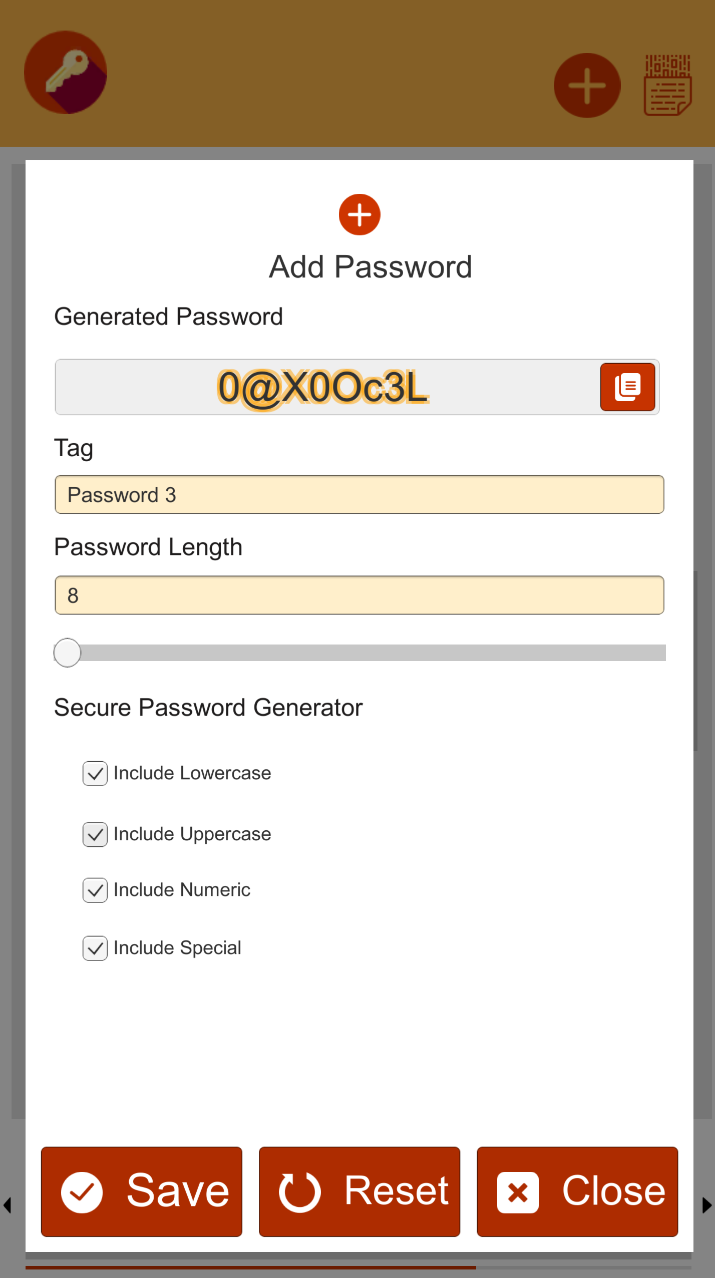 Add Password
Generated Password
0@X0Oc3L
Tag
Password 3
Password Length
8
Secure Password Generator
Include Lowercase
Include Uppercase
Include Numeric
Include Special
Save
Reset
Close